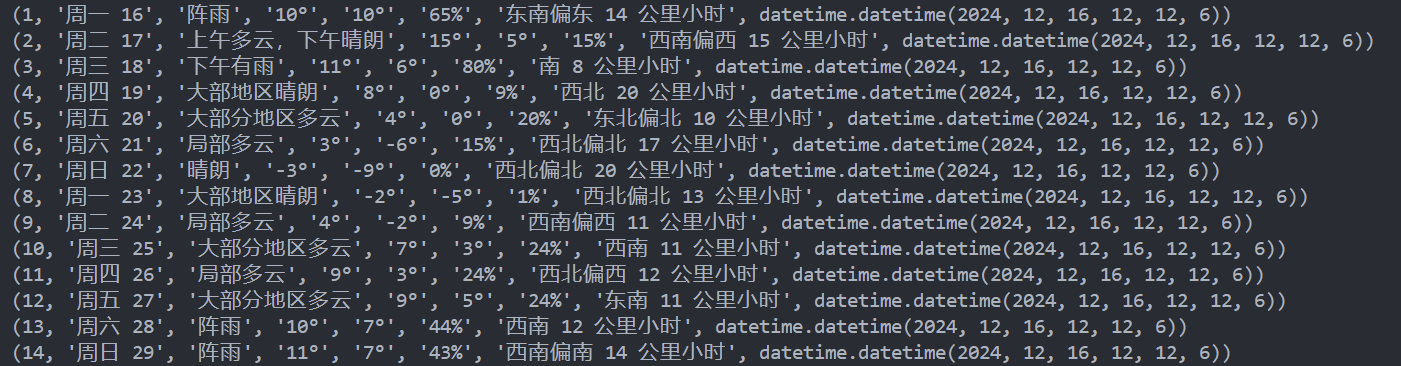 (1, '周一 16', '阵雨', '10°', '10°', '65%', '东南偏东 14 公里小时', datetime.datetime(2024, 12, 16, 12, 12, 6))
(2, '周二 17', '上午多云，下午晴朗', '15°', '5°', '15%', '西南偏西 15 公里小时', datetime.datetime(2024, 12, 16, 12, 12, 6))
(3, '周三 18', '下午有雨', '11°', '6°', '80%', '南 8 公里小时', datetime.datetime(2024, 12, 16, 12, 12, 6))
(4, '周四 19', '大部地区晴朗', '8°', '0°', '9%', '西北 20 公里小时', datetime.datetime(2024, 12, 16, 12, 12, 6))
(5, '周五 20', '大部分地区多云', '4°', '0°', '20%', '东北偏北 10 公里小时', datetime.datetime(2024, 12, 16, 12, 12, 6))
(6, '周六 21', '局部多云', '3°', '-6°', '15%', '西北偏北 17 公里小时', datetime.datetime(2024, 12, 16, 12, 12, 6))
(7, '周日 22', '晴朗', '-3°', '-9°', '0%', '西北偏北 20 公里小时', datetime.datetime(2024, 12, 16, 12, 12, 6))
(8, '周一 23', '大部地区晴朗', '-2°', '-5°', '1%', '西北偏北 13 公里小时', datetime.datetime(2024, 12, 16, 12, 12, 6))
(9, '周二 24', '局部多云', '4°', '-2°', '9%', '西南偏西 11 公里小时', datetime.datetime(2024, 12, 16, 12, 12, 6))
(10, '周三 25', '大部分地区多云', '7°', '3°', '24%', '西南 11 公里小时', datetime.datetime(2024, 12, 16, 12, 12, 6))
(11, '周四 26', '局部多云', '9°', '3°', '24%', '西北偏西 12 公里小时', datetime.datetime(2024, 12, 16, 12, 12, 6))
(12, '周五 27', '大部分地区多云', '9°', '5°', '24%', '东南 11 公里小时', datetime.datetime(2024, 12, 16, 12, 12, 6))
(13, '周六 28', '阵雨', '10°', '7°', '44%', '西南 12 公里小时', datetime.datetime(2024, 12, 16, 12, 12, 6))
(14, '周日 29', '阵雨', '11°', '7°', '43%', '西南偏南 14 公里小时', datetime.datetime(2024, 12, 16, 12, 12, 6))